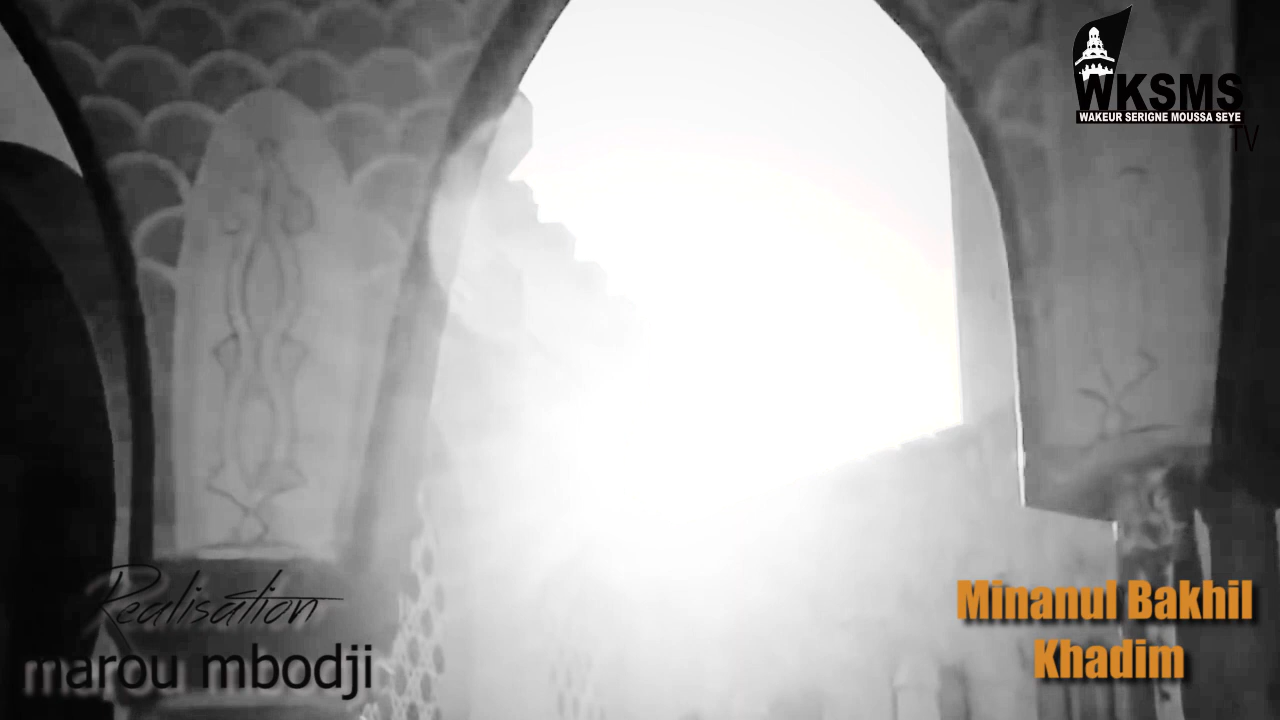 WKSMS
WAKEUR SERIGNE MOUSSA SEYE
TV
Realisation
marou mbodji
Minanul Bakhil
Khadim